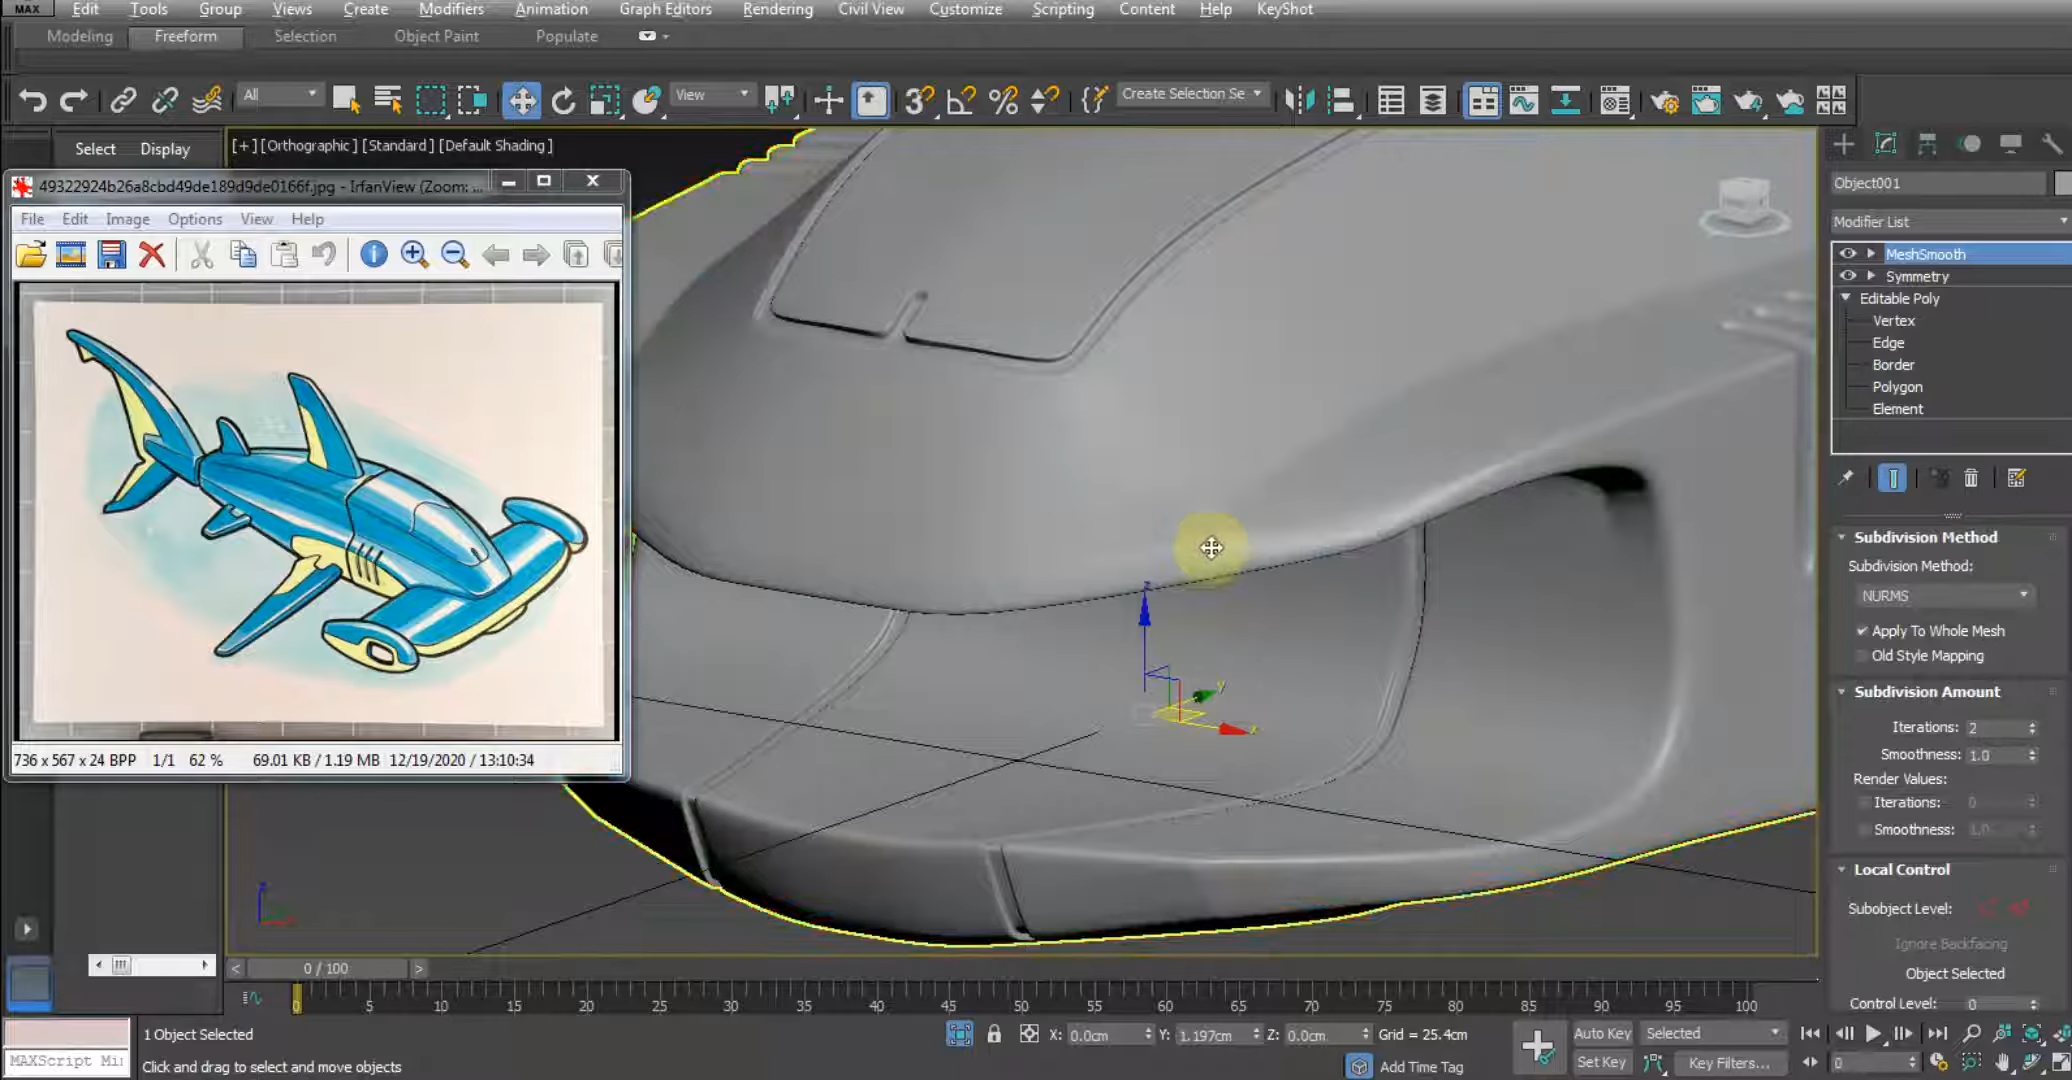 MAX Edit Tools Group Views Create Modifiers Animation Graph Editors Rendering Civil View Customize Scripting Content Help KeyShot
Modeling Freeform Selection Object Paint Populate
All View 3 Create Selection Se
Select Display
[+] [Orthographic] [Standard] [Default Shading]
49322924b26a8cbd49de189d9de0166f.jpg - IrfanView (Zoom: ...
File Edit Image Options View Help
736 x 567 x 24 BPP 1/1 62 % 69.01 KB / 1.19 MB 12/19/2020 / 13:10:34
Object001
Modifier List
MeshSmooth
Symmetry
Editable Poly
Vertex
Edge
Border
Polygon
Element
Subdivision Method
Subdivision Method:
NURMS
Apply To Whole Mesh
Old Style Mapping
Subdivision Amount
Iterations: 2
Smoothness: 1.0
Render Values:
Iterations: 0
Smoothness: 1.0
Local Control
Subobject Level:
Ignore Backfacing
Object Selected
Control Level: 0
z
y
x
z
< 0 / 100 >
0 5 10 15 20 25 30 35 40 45 50 55 60 65 70 75 80 85 90 95 100
1 Object Selected
X: 0.0cm Y: 1.197cm Z: 0.0cm Grid = 25.4cm
Auto Key Selected
MAXScript Mi
Click and drag to select and move objects
Add Time Tag
Set Key Key Filters... 0